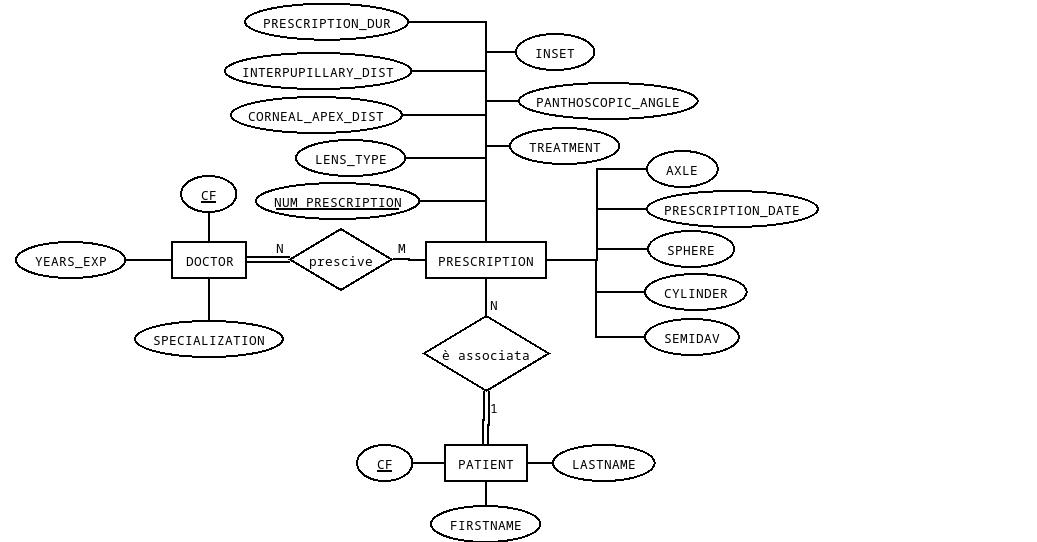 PRESCRIPTION_DUR
INSET
INTERPUPILLARY_DIST
PANTHOSCOPIC_ANGLE
CORNEAL_APEX_DIST
TREATMENT
LENS_TYPE
AXLE
CF
NUM_PRESCRIPTION
PRESCRIPTION_DATE
SPHERE
YEARS_EXP
DOCTOR
N
prescive
M
PRESCRIPTION
CYLINDER
N
SPECIALIZATION
SEMIDAV
è associata
1
CF
PATIENT
LASTNAME
FIRSTNAME